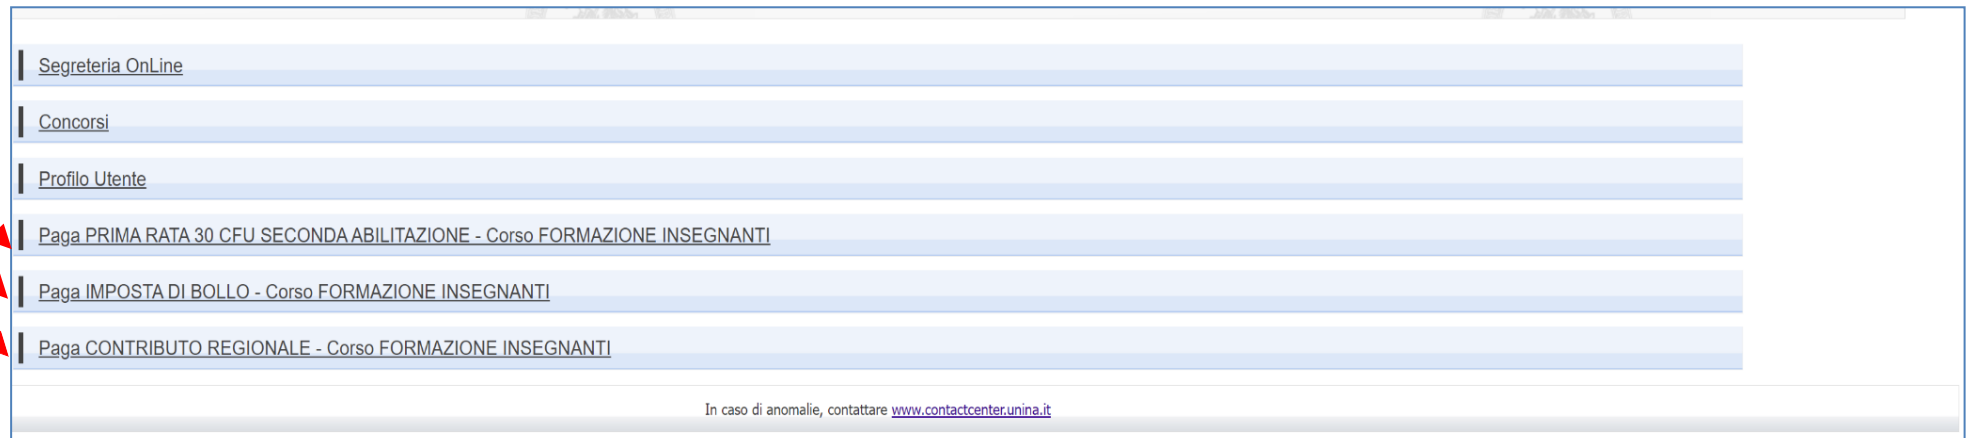 Segreteria OnLine
Concorsi
Profilo Utente
Paga PRIMA RATA 30 CFU SECONDA ABILITAZIONE - Corso FORMAZIONE INSEGNANTI
Paga IMPOSTA DI BOLLO - Corso FORMAZIONE INSEGNANTI
Paga CONTRIBUTO REGIONALE - Corso FORMAZIONE INSEGNANTI
In caso di anomalie, contattare www.contactcenter.unina.it